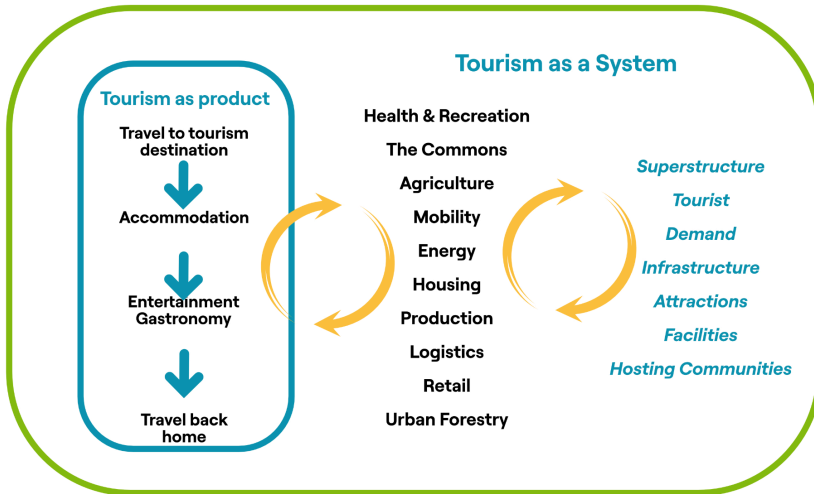 Tourism as a System
Tourism as product
Travel to tourism
destination
Accommodation
Entertainment
Gastronomy
Travel back
home
Health & Recreation
The Commons
Agriculture
Mobility
Energy
Housing
Production
Logistics
Retail
Urban Forestry
Superstructure
Tourist
Demand
Infrastructure
Attractions
Facilities
Hosting Communities